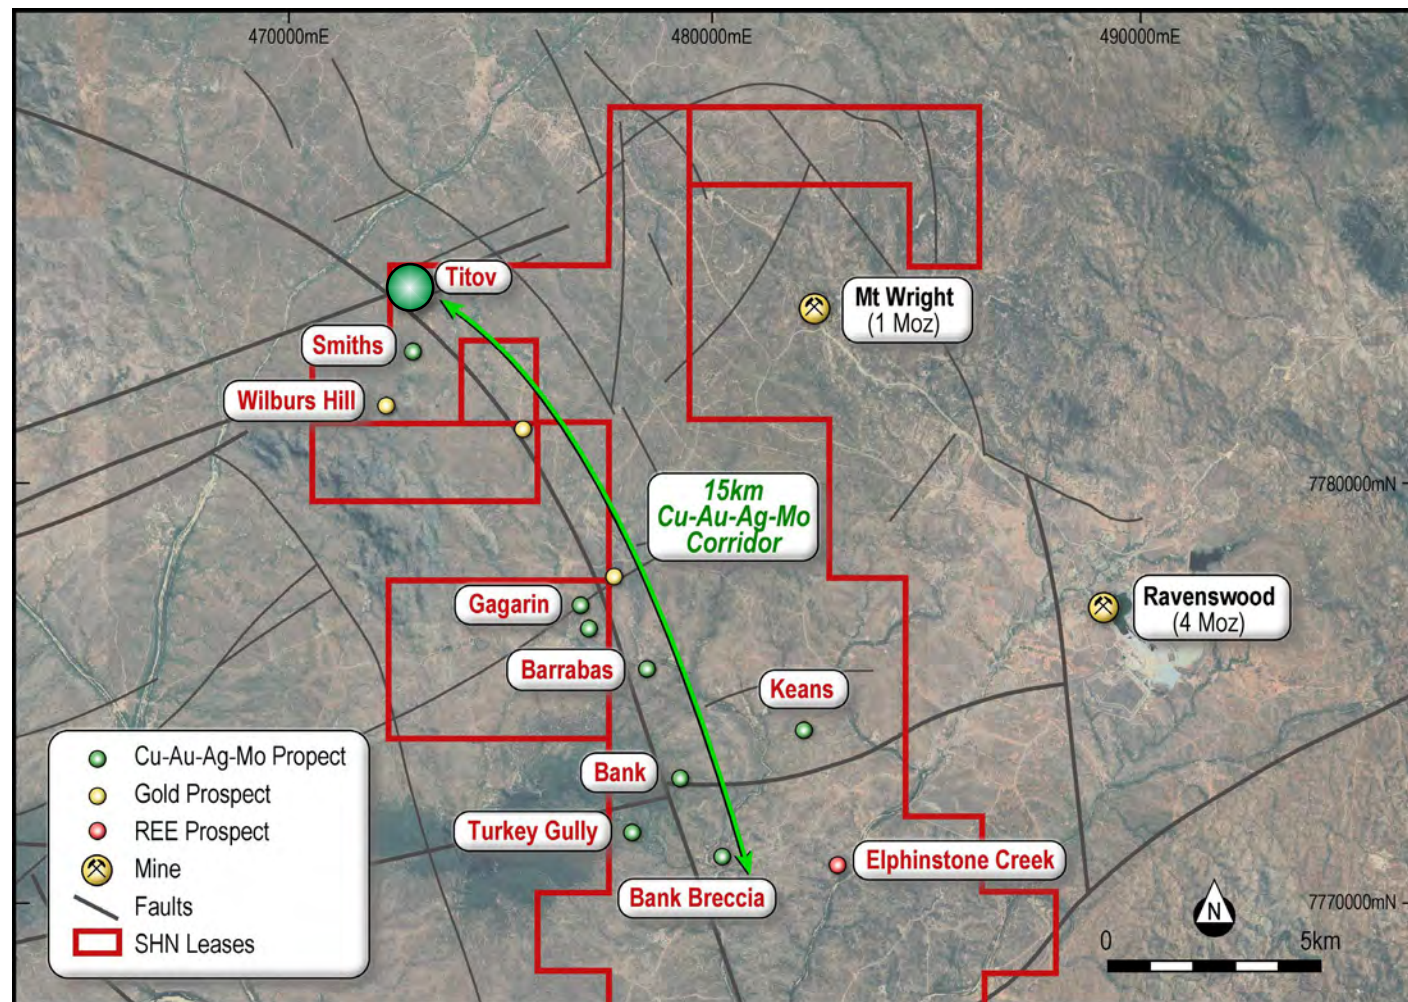 470000mE
480000mE
490000mE
Titov
Mt Wright
(1 Moz)
Smiths
Wilburs Hill
7780000mN
15km
Cu-Au-Ag-Mo
Corridor
Gagarin
Ravenswood
(4 Moz)
Barrabas
Keans
Bank
Turkey Gully
Elphinstone Creek
Bank Breccia
7770000mN
Cu-Au-Ag-Mo Propect
Gold Prospect
REE Prospect
Mine
Faults
SHN Leases
N
0
5km